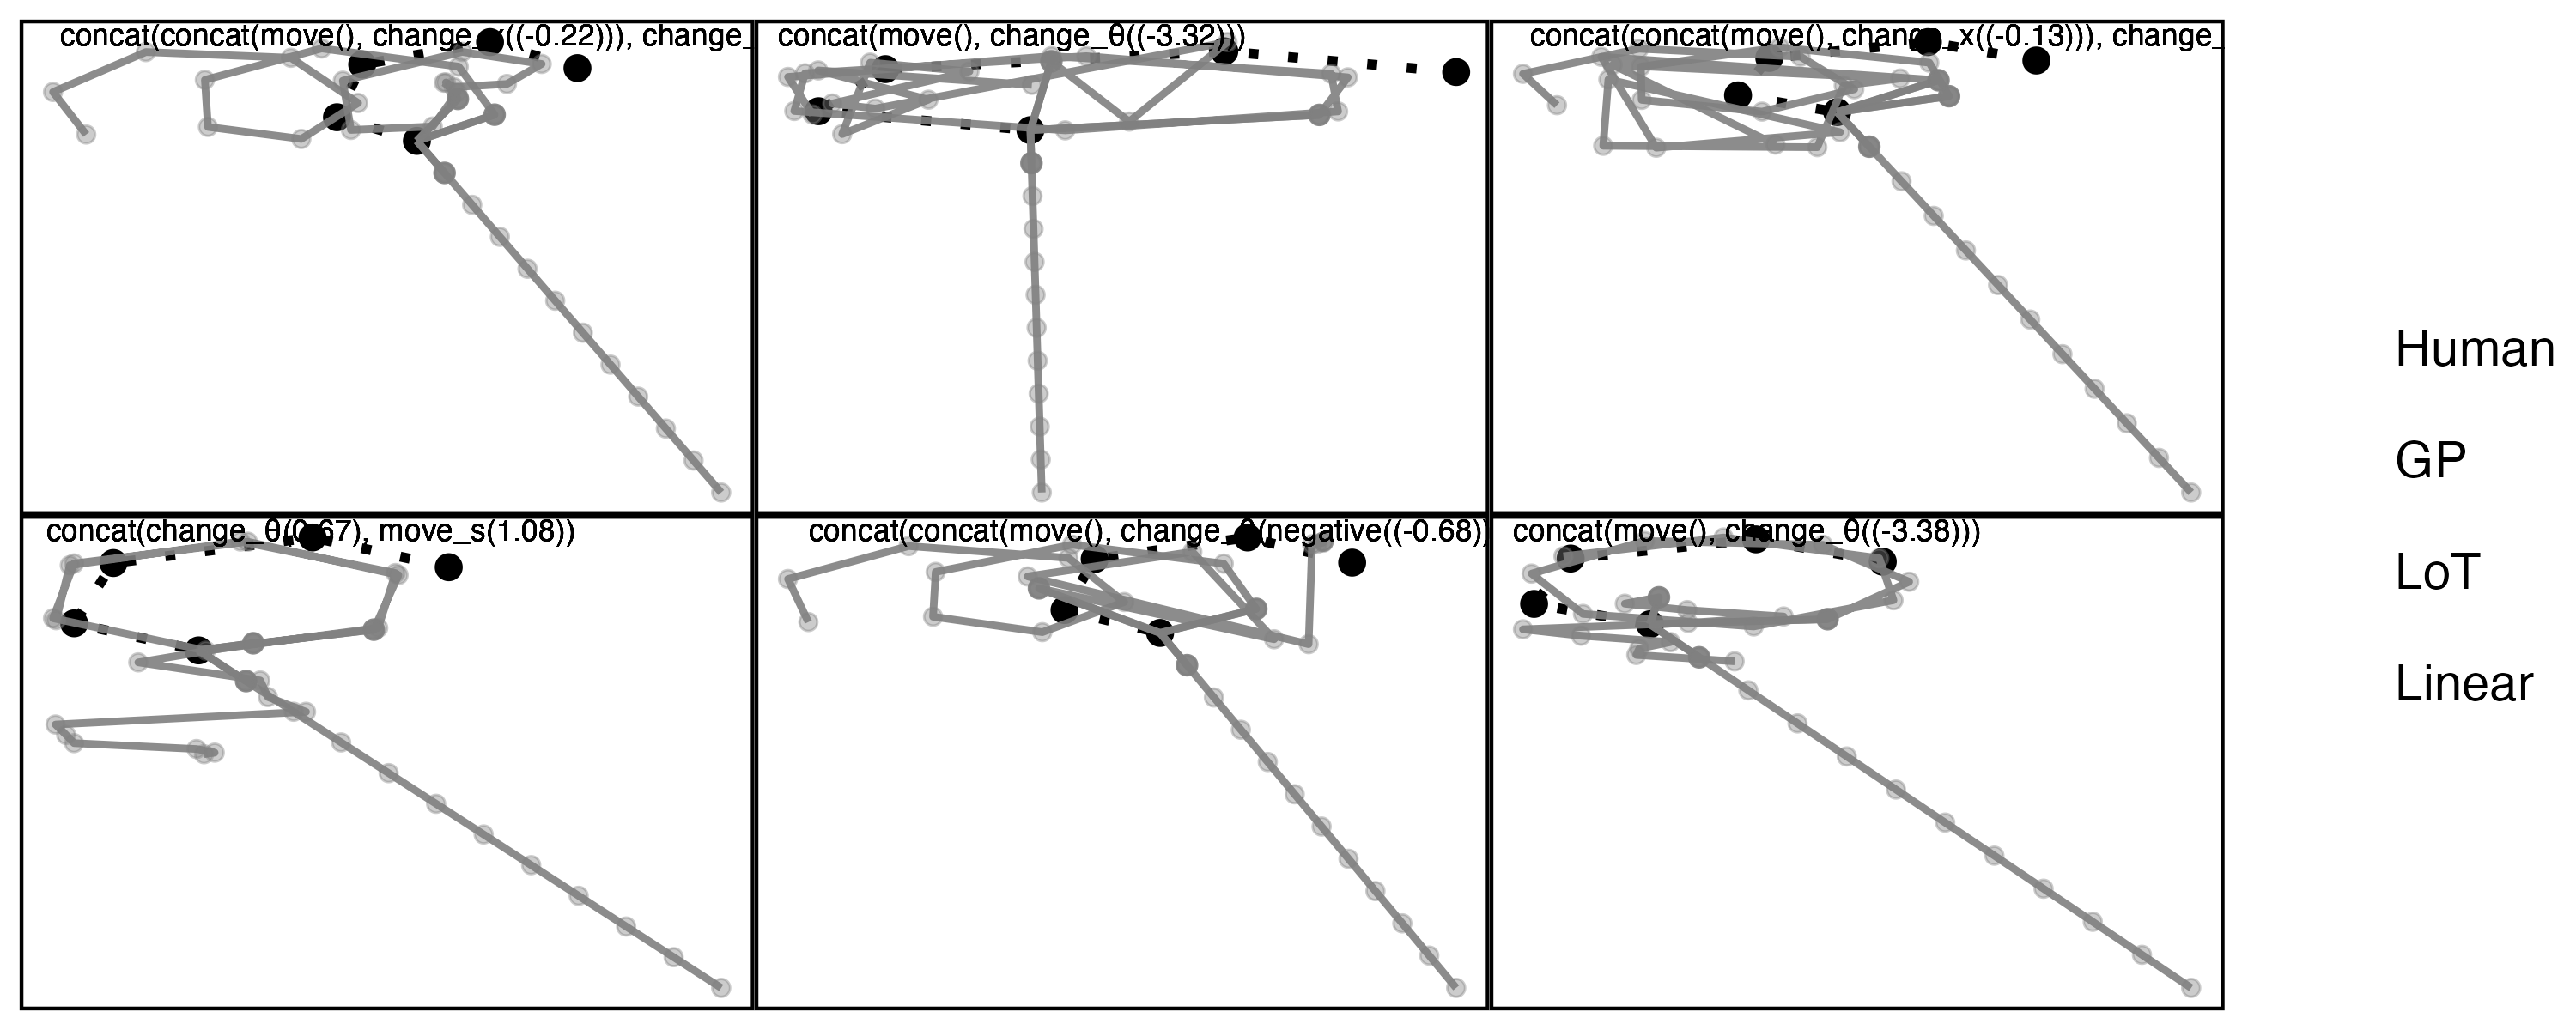 concat(concat(move(), change_x((-0.22))), change_
concat(move(), change_θ((-3.32)))
concat(concat(move(), change_x((-0.13))), change_
concat(change_θ(0.67), move_s(1.08))
concat(concat(move(), change_θ(negative((-0.68))
concat(move(), change_θ((-3.38)))
Human
GP
LoT
Linear